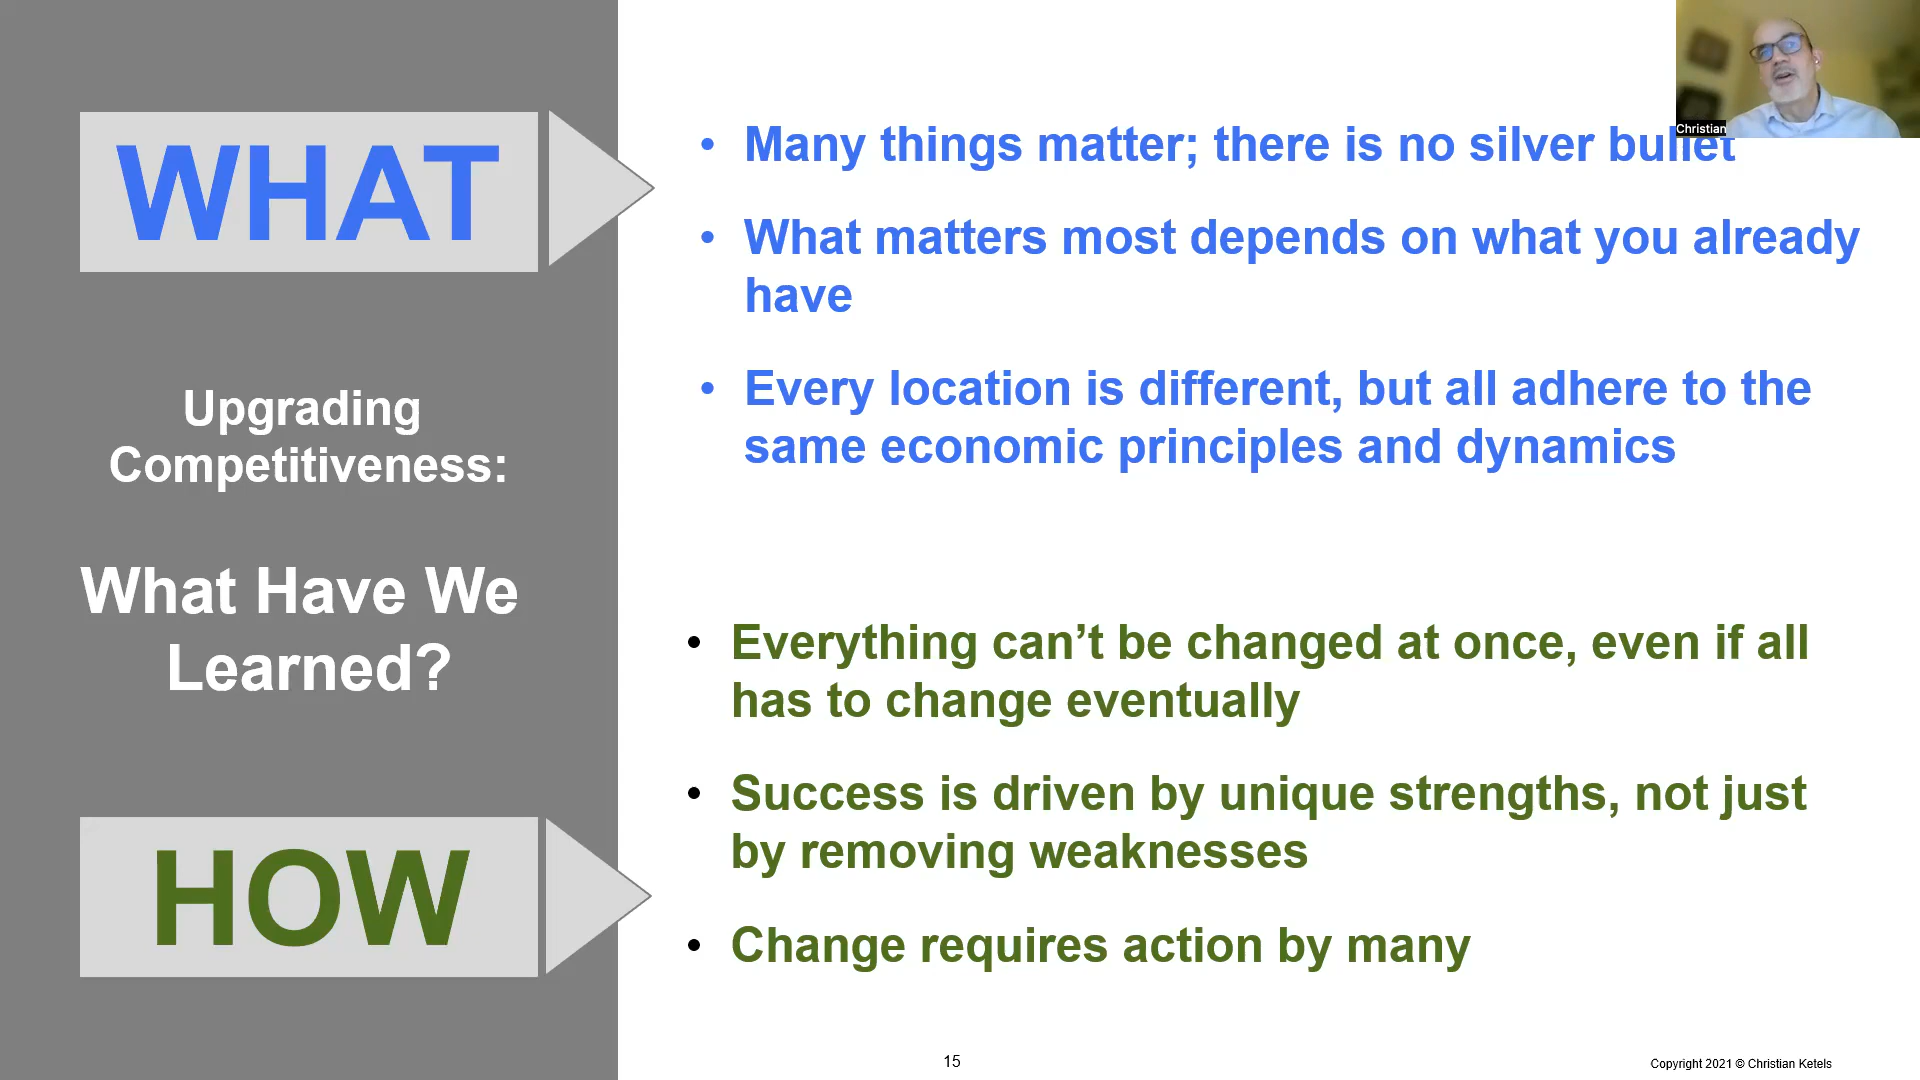 WHAT
Upgrading
Competitiveness:
What Have We
Learned?
HOW
• Many things matter; there is no silver bullet
• What matters most depends on what you already
have
• Every location is different, but all adhere to the
same economic principles and dynamics
• Everything can’t be changed at once, even if all
has to change eventually
• Success is driven by unique strengths, not just
by removing weaknesses
• Change requires action by many
Christian
15
Copyright 2021 © Christian Ketels